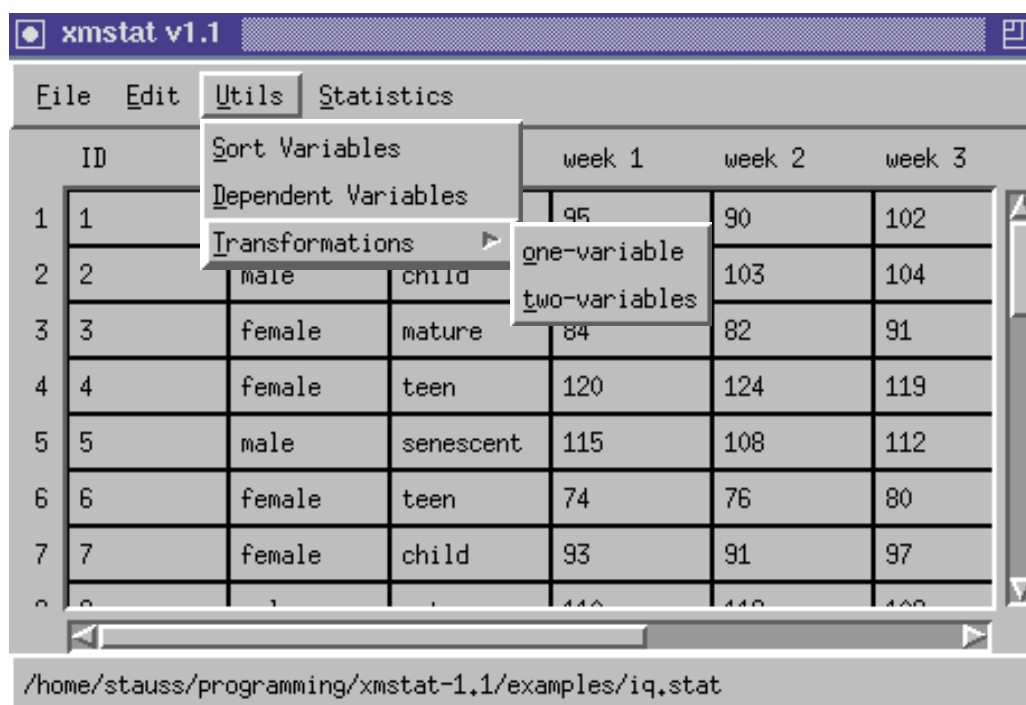 xmstat v1.1
File Edit Utils Statistics
ID week 1 week 2 week 3
Sort Variables
Dependent Variables
Transformations
one-variable
two-variables
1 1 95 90 102
2 2 male child 103 104
3 3 female mature 84 82 91
4 4 female teen 120 124 119
5 5 male senescent 115 108 112
6 6 female teen 74 76 80
7 7 female child 93 91 97
/home/stauss/programming/xmstat-1.1/examples/iq.stat